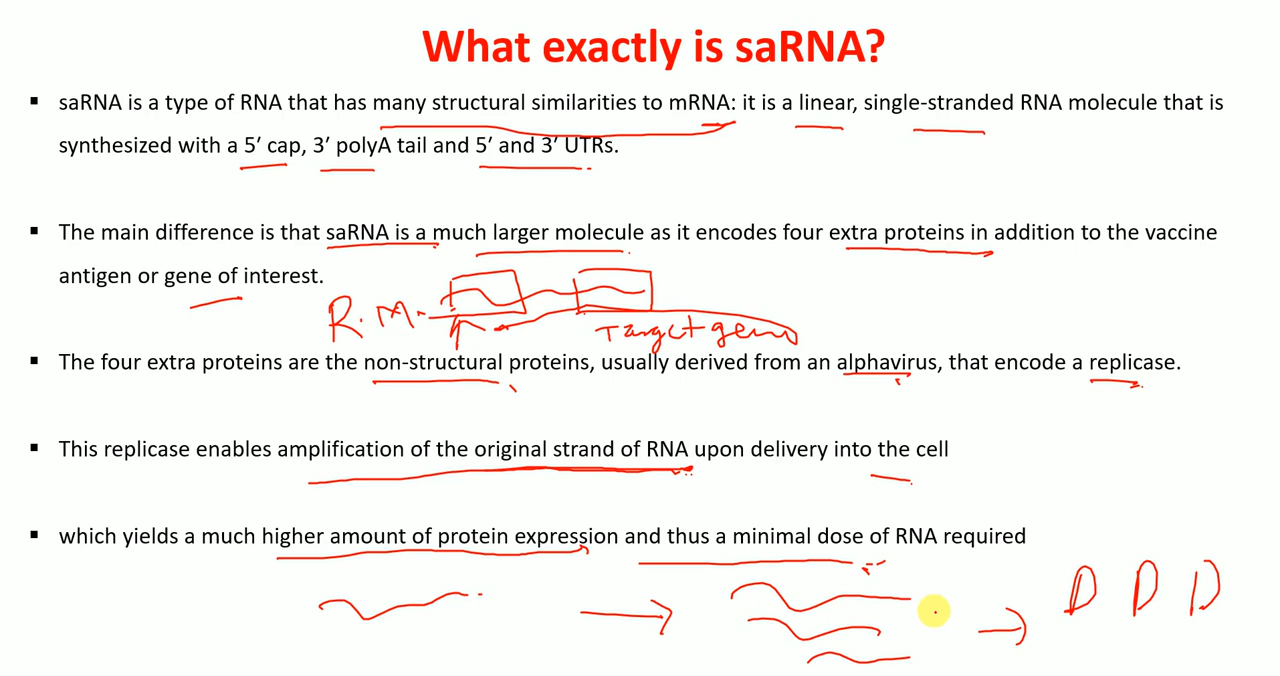 What exactly is saRNA?
▪ saRNA is a type of RNA that has many structural similarities to mRNA: it is a linear, single-stranded RNA molecule that is
synthesized with a 5′ cap, 3′ polyA tail and 5′ and 3′ UTRs.
▪ The main difference is that saRNA is a much larger molecule as it encodes four extra proteins in addition to the vaccine
antigen or gene of interest.
R.M.
Target gene
▪ The four extra proteins are the non-structural proteins, usually derived from an alphavirus, that encode a replicase.
▪ This replicase enables amplification of the original strand of RNA upon delivery into the cell
▪ which yields a much higher amount of protein expression and thus a minimal dose of RNA required
D D D